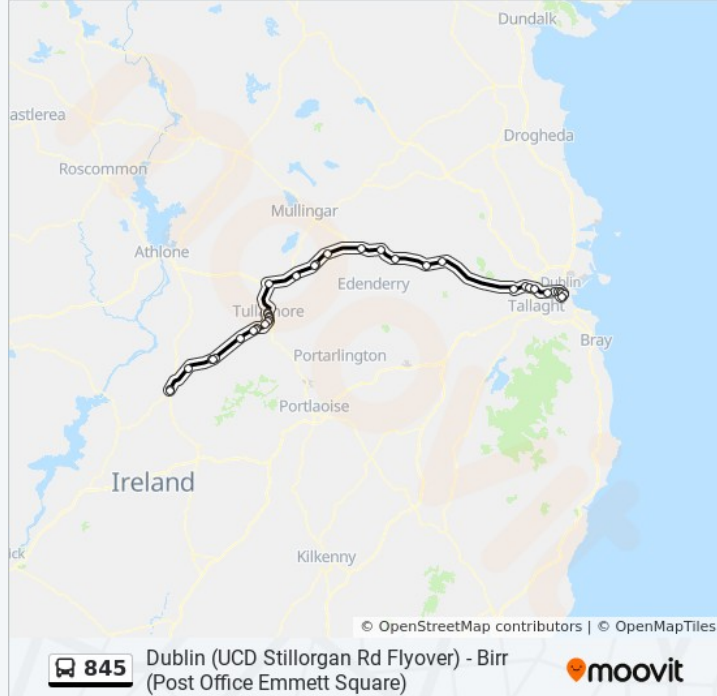 Dundalk
astlerea
Drogheda
Roscommon
Mullingar
Athlone
Edenderry
Dublin
Tallaght
Bray
Portarlington
Portlaoise
Ireland
ick
Kilkenny
© OpenStreetMap contributors | © OpenMapTiles
845
Dublin (UCD Stillorgan Rd Flyover) - Birr
(Post Office Emmett Square)
moovit